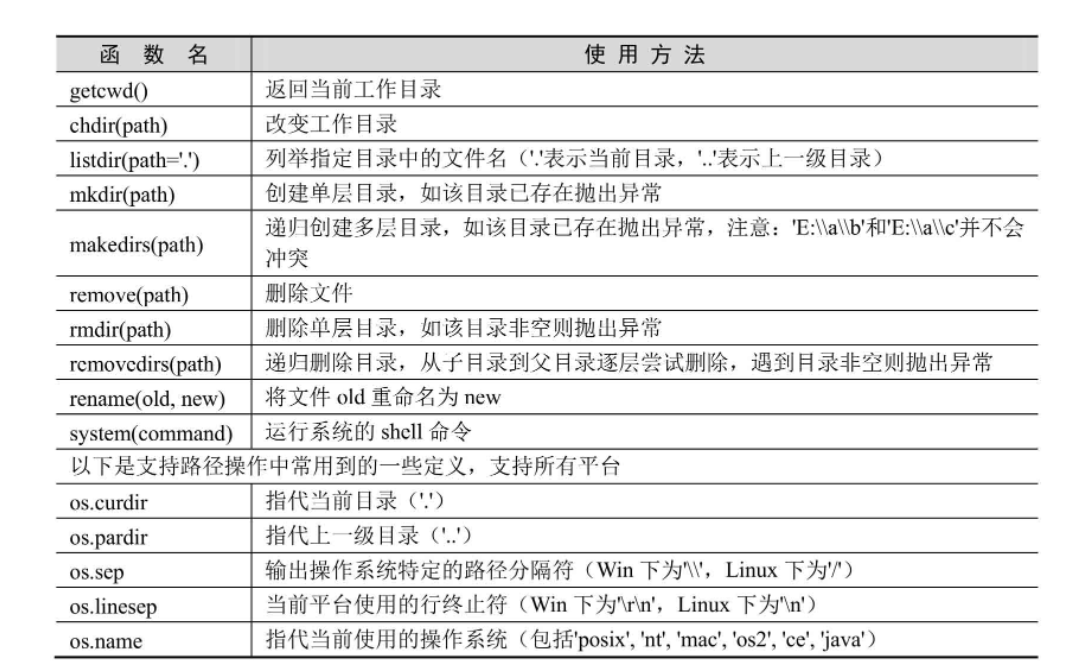 函 数 名 使 用 方 法
getcwd() 返回当前工作目录
chdir(path) 改变工作目录
listdir(path='.') 列举指定目录中的文件名（'.'表示当前目录，'..'表示上一级目录）
mkdir(path) 创建单层目录，如该目录已存在抛出异常
makedirs(path) 递归创建多层目录，如该目录已存在抛出异常，注意：'E:\\a\\b'和'E:\\a\\c'并不会
冲突
remove(path) 删除文件
rmdir(path) 删除单层目录，如该目录非空则抛出异常
removedirs(path) 递归删除目录，从子目录到父目录逐层尝试删除，遇到目录非空则抛出异常
rename(old, new) 将文件 old 重命名为 new
system(command) 运行系统的 shell 命令
以下是支持路径操作中常用到的一些定义，支持所有平台
os.curdir 指代当前目录（'.'）
os.pardir 指代上一级目录（'..'）
os.sep 输出操作系统特定的路径分隔符（Win 下为'\\'，Linux 下为'/'）
os.linesep 当前平台使用的行终止符（Win 下为'\r\n'，Linux 下为'\n'）
os.name 指代当前使用的操作系统（包括'posix', 'nt', 'mac', 'os2', 'ce', 'java'）